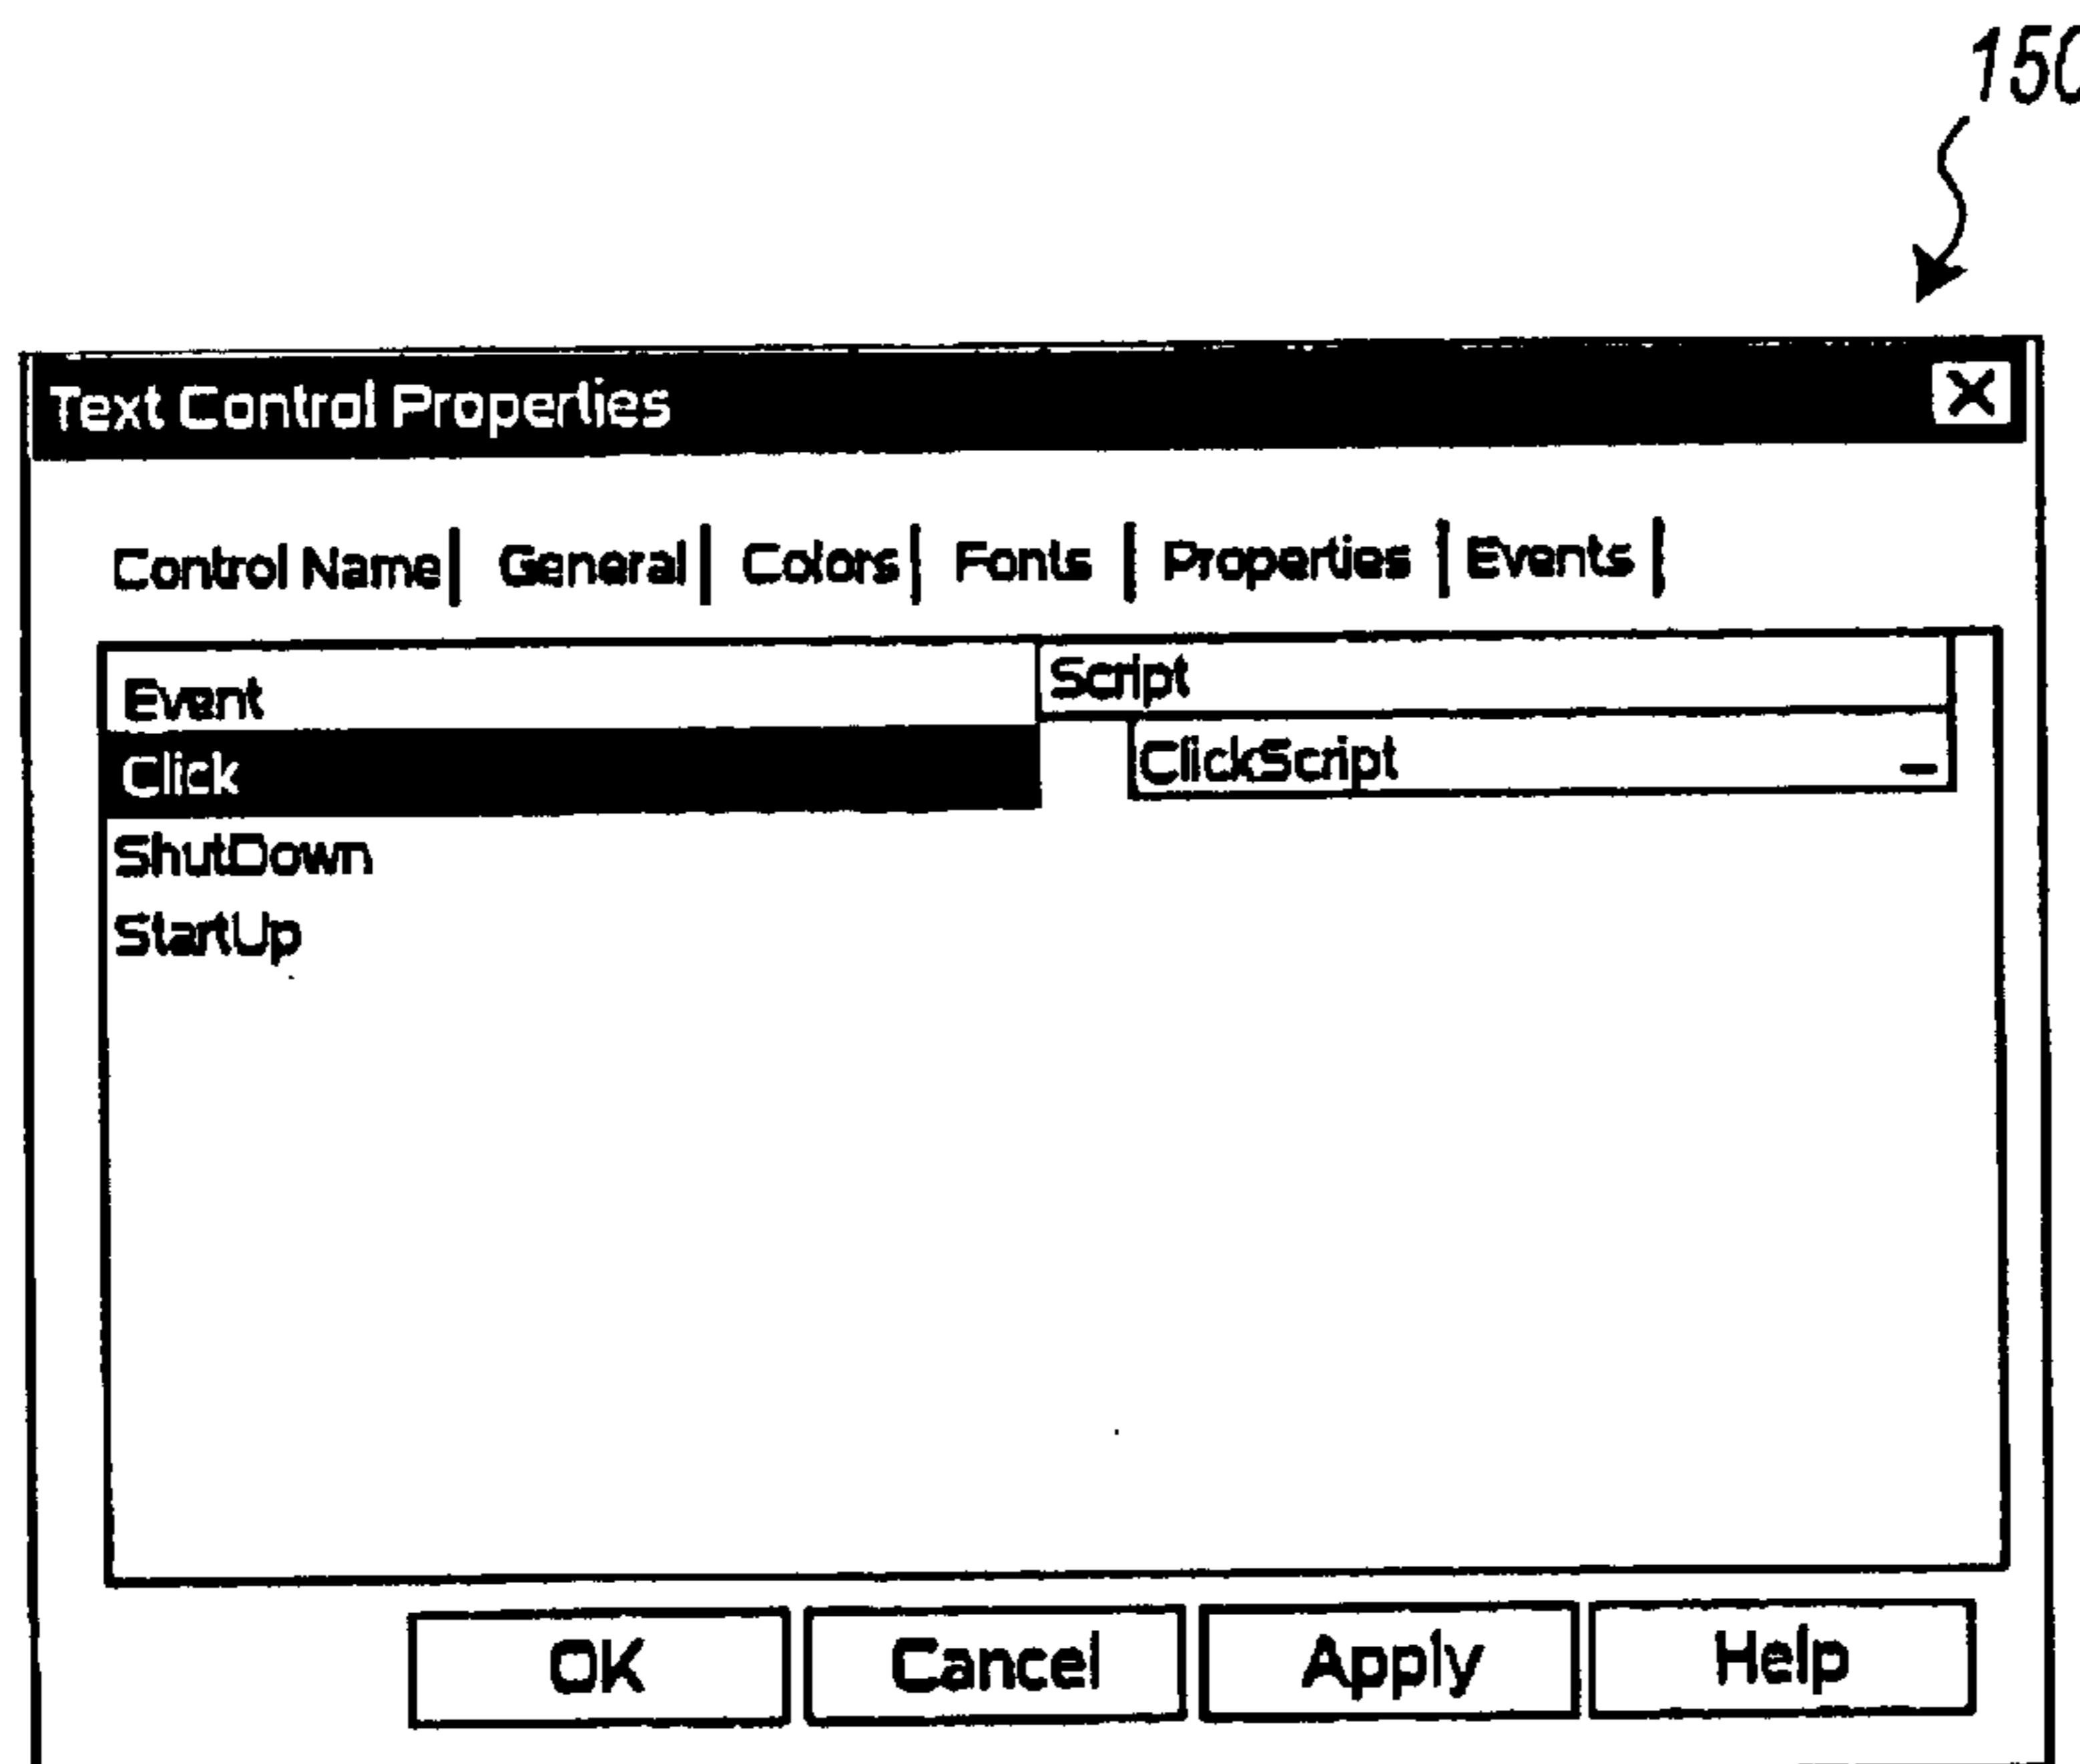 150
Text Control Properties X
Control Name | General | Colors | Fonts | Properties | Events |
Event Script
Click ClickScript
ShutDown
StartUp
OK Cancel Apply Help